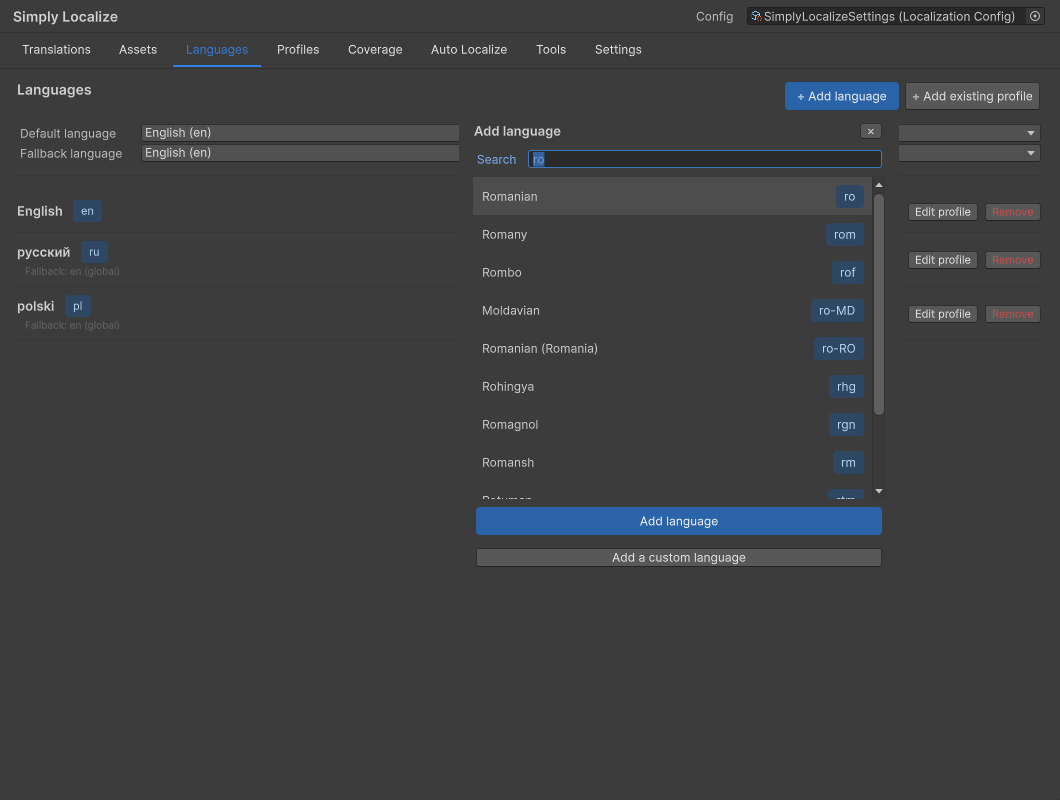 Simply Localize
Config SimplyLocalizeSettings (Localization Config)
Translations Assets Languages Profiles Coverage Auto Localize Tools Settings
Languages
+ Add language
+ Add existing profile
Default language English (en)
Fallback language English (en)
Add language
×
Search ro
Romanian ro
Romany rom
Rombo rof
Moldavian ro-MD
Romanian (Romania) ro-RO
Rohingya rhg
Romagnol rgn
Romansh rm
Add language
Add a custom language
English en
Edit profile Remove
русский ru
Fallback: en (global)
Edit profile Remove
polski pl
Fallback: en (global)
Edit profile Remove